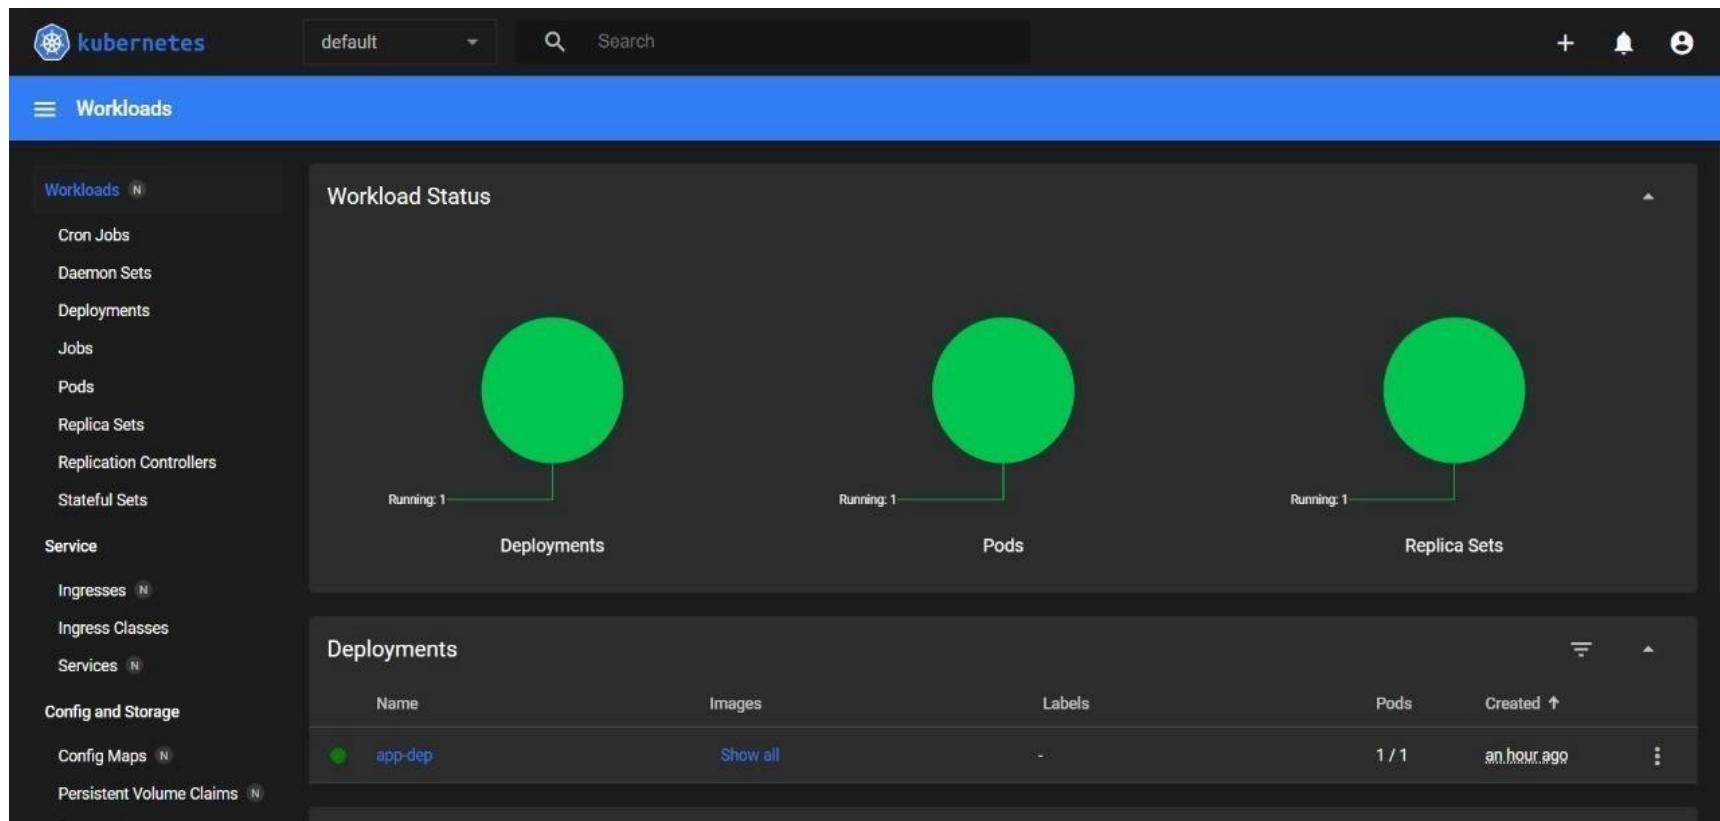 kubernetes
default
Search
Workloads
Workloads N
Cron Jobs
Daemon Sets
Deployments
Jobs
Pods
Replica Sets
Replication Controllers
Stateful Sets
Service
Ingresses N
Ingress Classes
Services N
Config and Storage
Config Maps N
Persistent Volume Claims N
Workload Status
Running: 1
Deployments
Running: 1
Pods
Running: 1
Replica Sets
Deployments
Name Images Labels Pods Created ↑
app-dep Show all - 1 / 1 an hour ago